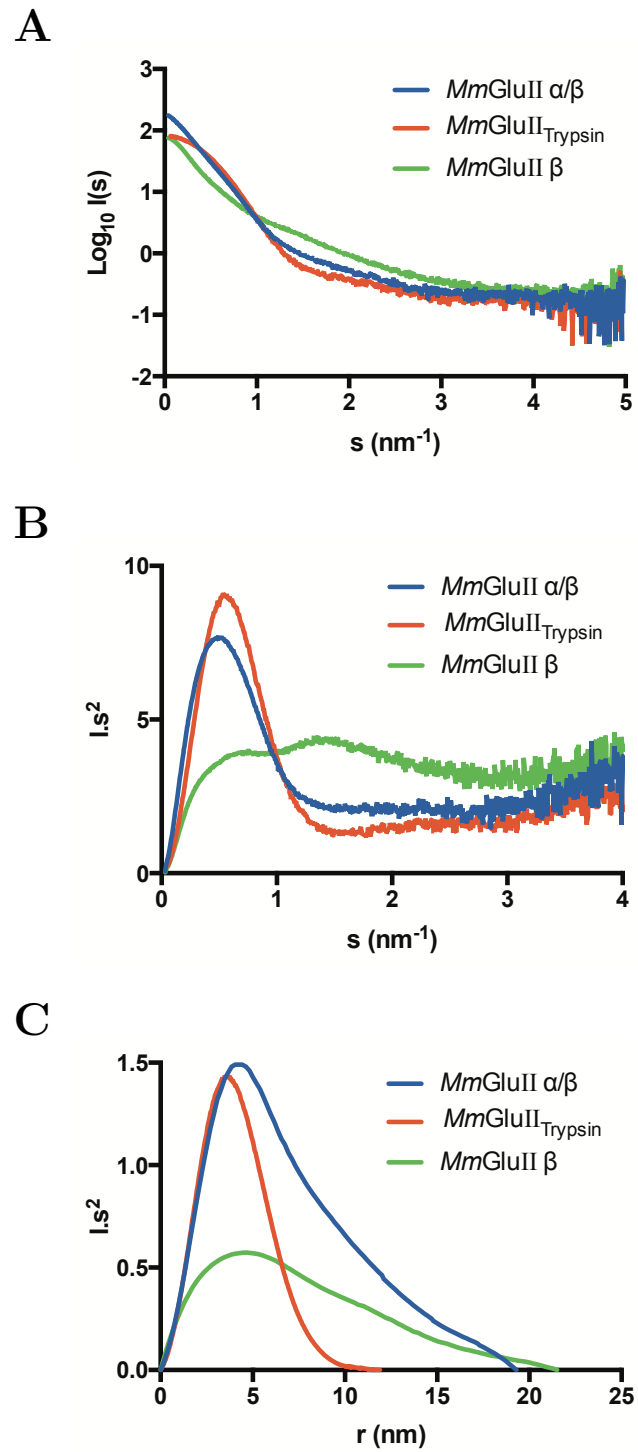 A
3
2
1
0
-1
-2
Log10 I(s)
0
1
2
3
4
5
s (nm-1)
MmGluII α/β
MmGluIITrypsin
MmGluII β
B
10
5
0
I.s2
0
1
2
3
4
s (nm-1)
MmGluII α/β
MmGluIITrypsin
MmGluII β
C
1.5
1.0
0.5
0.0
I.s2
0
5
10
15
20
25
r (nm)
MmGluII α/β
MmGluIITrypsin
MmGluII β